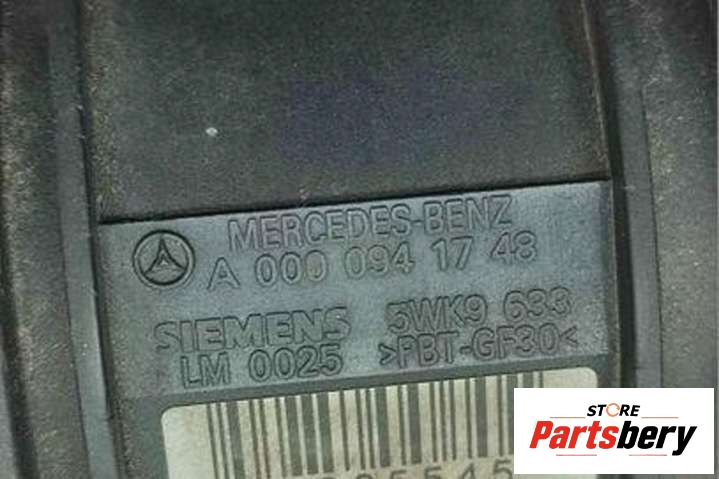 MERCEDES-BENZ
A 000 094 17 48
SIEMENS 5WK9 633
LM 0025 >PBT-GF30<
STORE
Partsbery